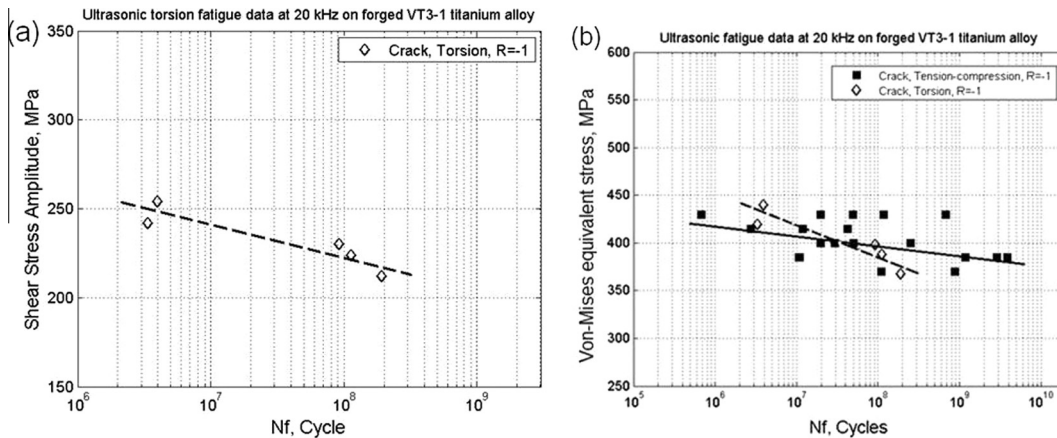 (a)
Ultrasonic torsion fatigue data at 20 kHz on forged VT3-1 titanium alloy
Crack, Torsion, R=-1
Shear Stress Amplitude, MPa
350
300
250
200
150
10^6
10^7
10^8
10^9
Nf, Cycle
(b)
Ultrasonic fatigue data at 20 kHz on forged VT3-1 titanium alloy
Crack, Tension-compression, R=-1
Crack, Torsion, R=-1
Von-Mises equivalent stress, MPa
600
550
500
450
400
350
300
250
10^5
10^6
10^7
10^8
10^9
10^10
Nf, Cycles